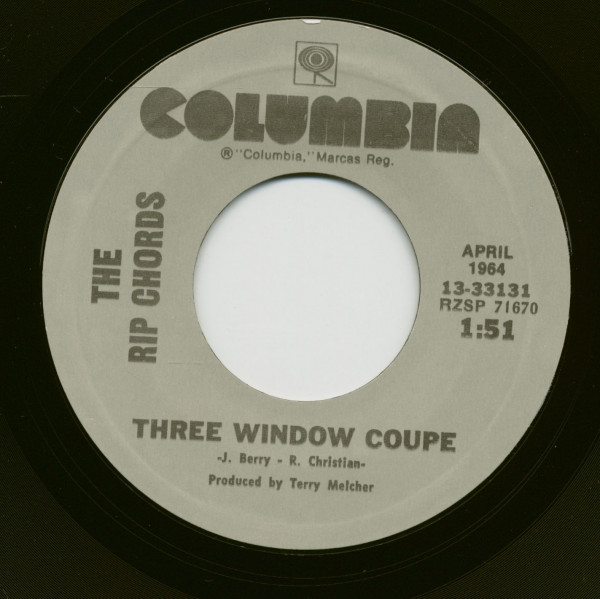 COLUMBIA
®"Columbia,"Marcas Reg.
THE
RIP CHORDS
APRIL
1964
13-33131
RZSP 71670
1:51
THREE WINDOW COUPE
-J. Berry - R. Christian-
Produced by Terry Melcher